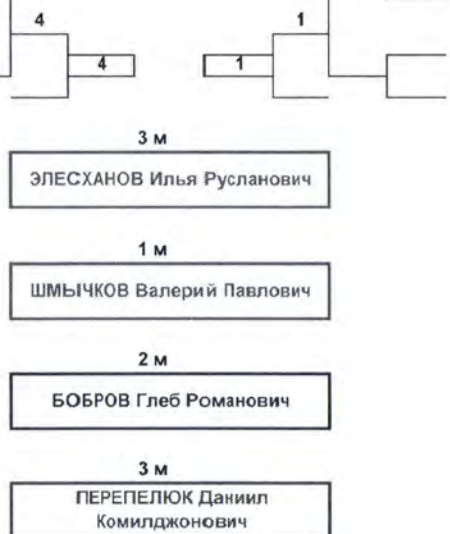 4 1
4 1
3 м
ЭЛЕСХАНОВ Илья Русланович
1 м
ШМЫЧКОВ Валерий Павлович
2 м
БОБРОВ Глеб Романович
3 м
ПЕРЕПЕЛЮК Даниил
Комилджонович